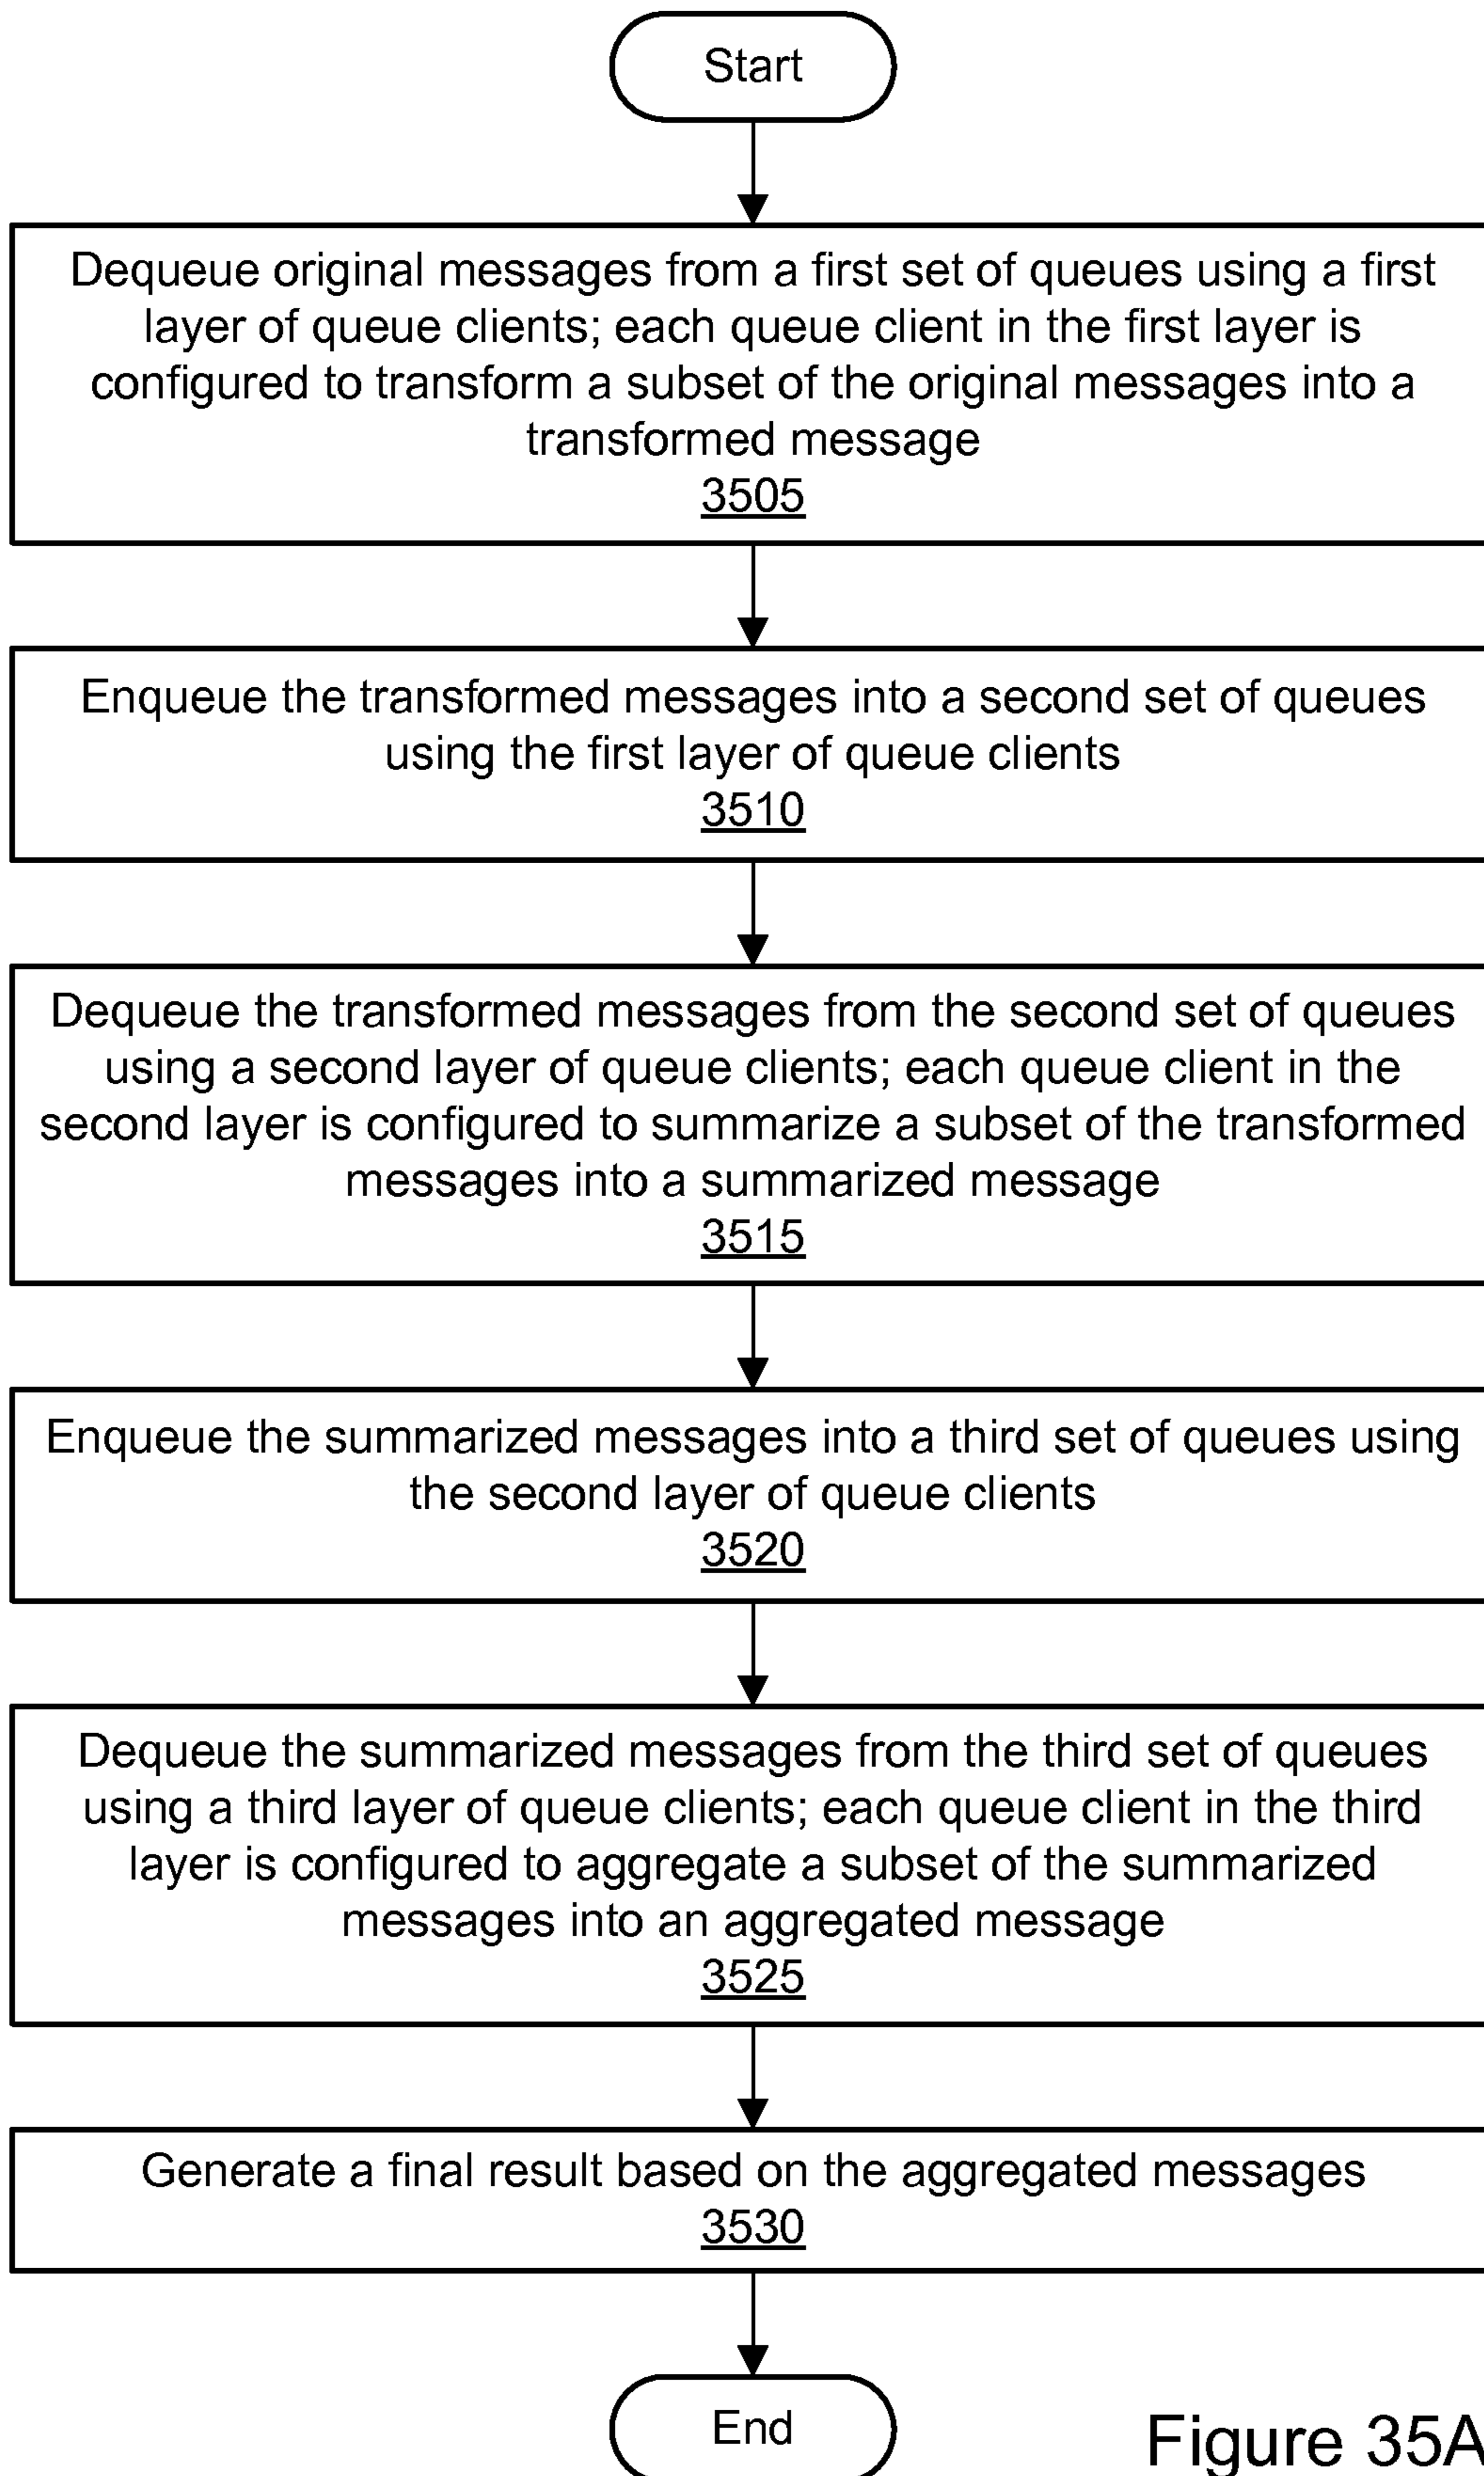 Start
Dequeue original messages from a first set of queues using a first
layer of queue clients; each queue client in the first layer is
configured to transform a subset of the original messages into a
transformed message
3505
Enqueue the transformed messages into a second set of queues
using the first layer of queue clients
3510
Dequeue the transformed messages from the second set of queues
using a second layer of queue clients; each queue client in the
second layer is configured to summarize a subset of the transformed
messages into a summarized message
3515
Enqueue the summarized messages into a third set of queues using
the second layer of queue clients
3520
Dequeue the summarized messages from the third set of queues
using a third layer of queue clients; each queue client in the third
layer is configured to aggregate a subset of the summarized
messages into an aggregated message
3525
Generate a final result based on the aggregated messages
3530
End
Figure 35A